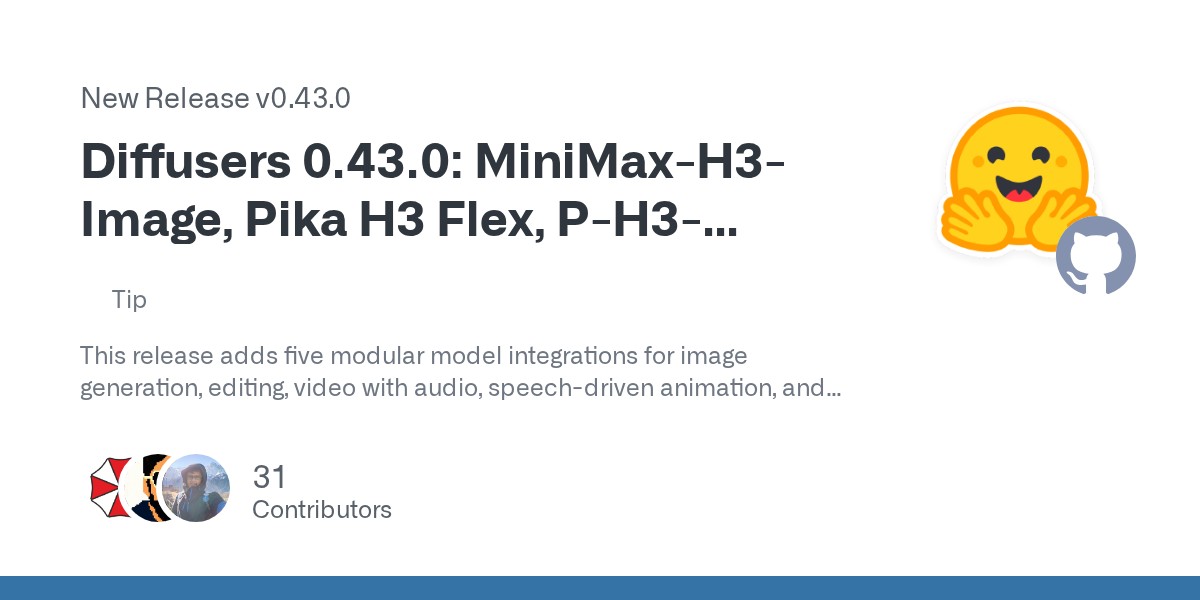 New Release v0.43.0
Diffusers 0.43.0: MiniMax-H3-
Image, Pika H3 Flex, P-H3-...
Tip
This release adds five modular model integrations for image
generation, editing, video with audio, speech-driven animation, and...
31
Contributors